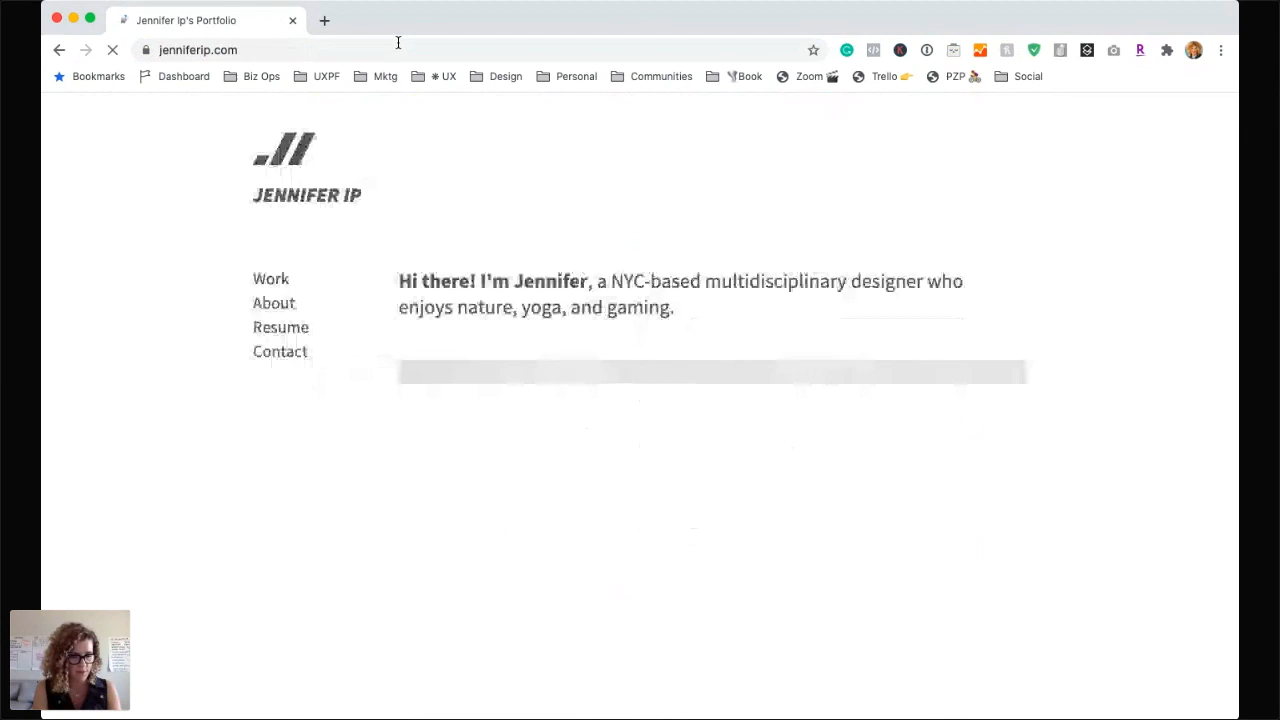 Jennifer Ip's Portfolio
jenniferip.com
Bookmarks Dashboard Biz Ops UXPF Mktg ✷ UX Design Personal Communities Book Zoom 🎬 Trello 👉 PZP 🚴 Social
JENNIFER IP
Work
About
Resume
Contact
Hi there! I'm Jennifer, a NYC-based multidisciplinary designer who
enjoys nature, yoga, and gaming.